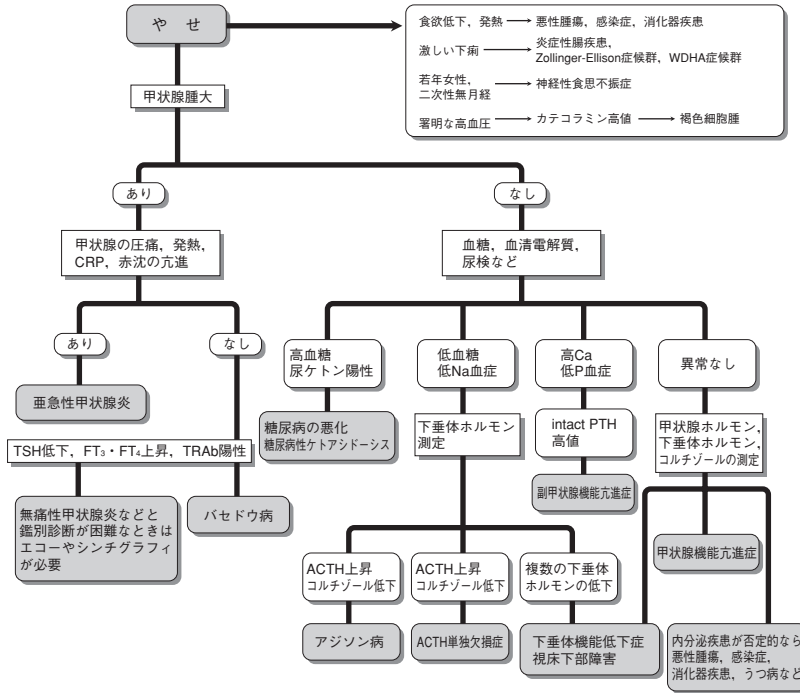 やせ
食欲低下，発熱 → 悪性腫瘍，感染症，消化器疾患
激しい下痢 → 炎症性腸疾患，
Zollinger-Ellison症候群，WDHA症候群
若年女性，
二次性無月経 → 神経性食思不振症
署明な高血圧 → カテコラミン高値 → 褐色細胞腫
甲状腺腫大
あり
なし
甲状腺の圧痛，発熱，
CRP，赤沈の亢進
血糖，血清電解質，
尿検など
あり
なし
高血糖
尿ケトン陽性
低血糖
低Na血症
高Ca
低P血症
異常なし
亜急性甲状腺炎
糖尿病の悪化
糖尿病性ケトアシドーシス
下垂体ホルモン
測定
intact PTH
高値
甲状腺ホルモン，
下垂体ホルモン，
コルチゾールの測定
TSH低下，FT₃・FT₄上昇，TRAb陽性
副甲状腺機能亢進症
無痛性甲状腺炎などと
鑑別診断が困難なときは
エコーやシンチグラフィ
が必要
バセドウ病
甲状腺機能亢進症
ACTH上昇
コルチゾール低下
ACTH上昇
コルチゾール低下
複数の下垂体
ホルモンの低下
アジソン病
ACTH単独欠損症
下垂体機能低下症
視床下部障害
内分泌疾患が否定的なら
悪性腫瘍，感染症，
消化器疾患，うつ病など